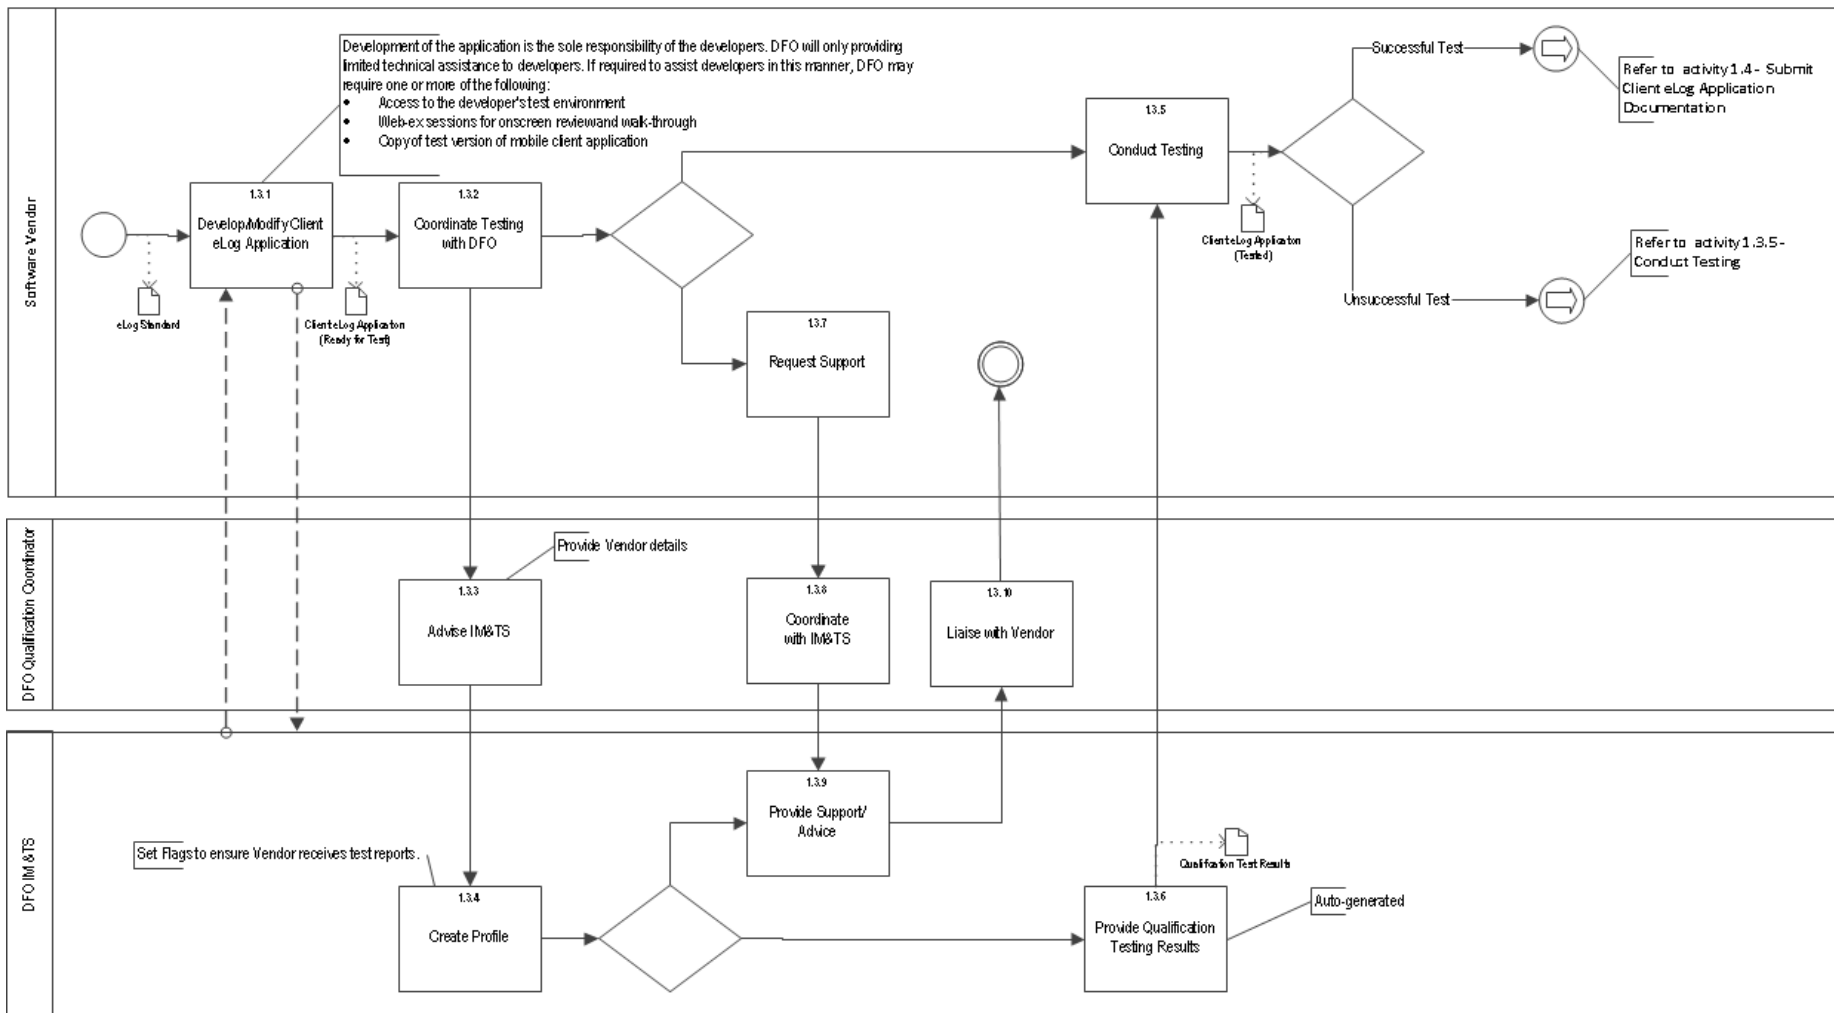 Software Vendor
Development of the application is the sole responsibility of the developers. DFO will only providing
limited technical assistance to developers. If required to assist developers in this manner, DFO may
require one or more of the following:
• Access to the developer's test environment
• Web-ex sessions for onscreen review and walk-through
• Copy of test version of mobile client application
1.3.1
Develop/Modify Client
eLog Application
eLog Standard
Client eLog Application
(Ready for Test)
1.3.2
Coordinate Testing
with DFO
1.3.7
Request Support
1.3.5
Conduct Testing
Client eLog Application
(Tested)
Successful Test
Refer to activity 1.4 - Submit
Client eLog Application
Documentation
Unsuccessful Test
Refer to activity 1.3.5 -
Conduct Testing
DFO Qualification Coordinator
Provide Vendor details
1.3.3
Advise IM&TS
1.3.8
Coordinate
with IM&TS
1.3.10
Liaise with Vendor
DFO IM&TS
Set Flags to ensure Vendor receives test reports.
1.3.4
Create Profile
1.3.9
Provide Support/
Advice
Qualification Test Results
1.3.6
Provide Qualification
Testing Results
Auto-generated